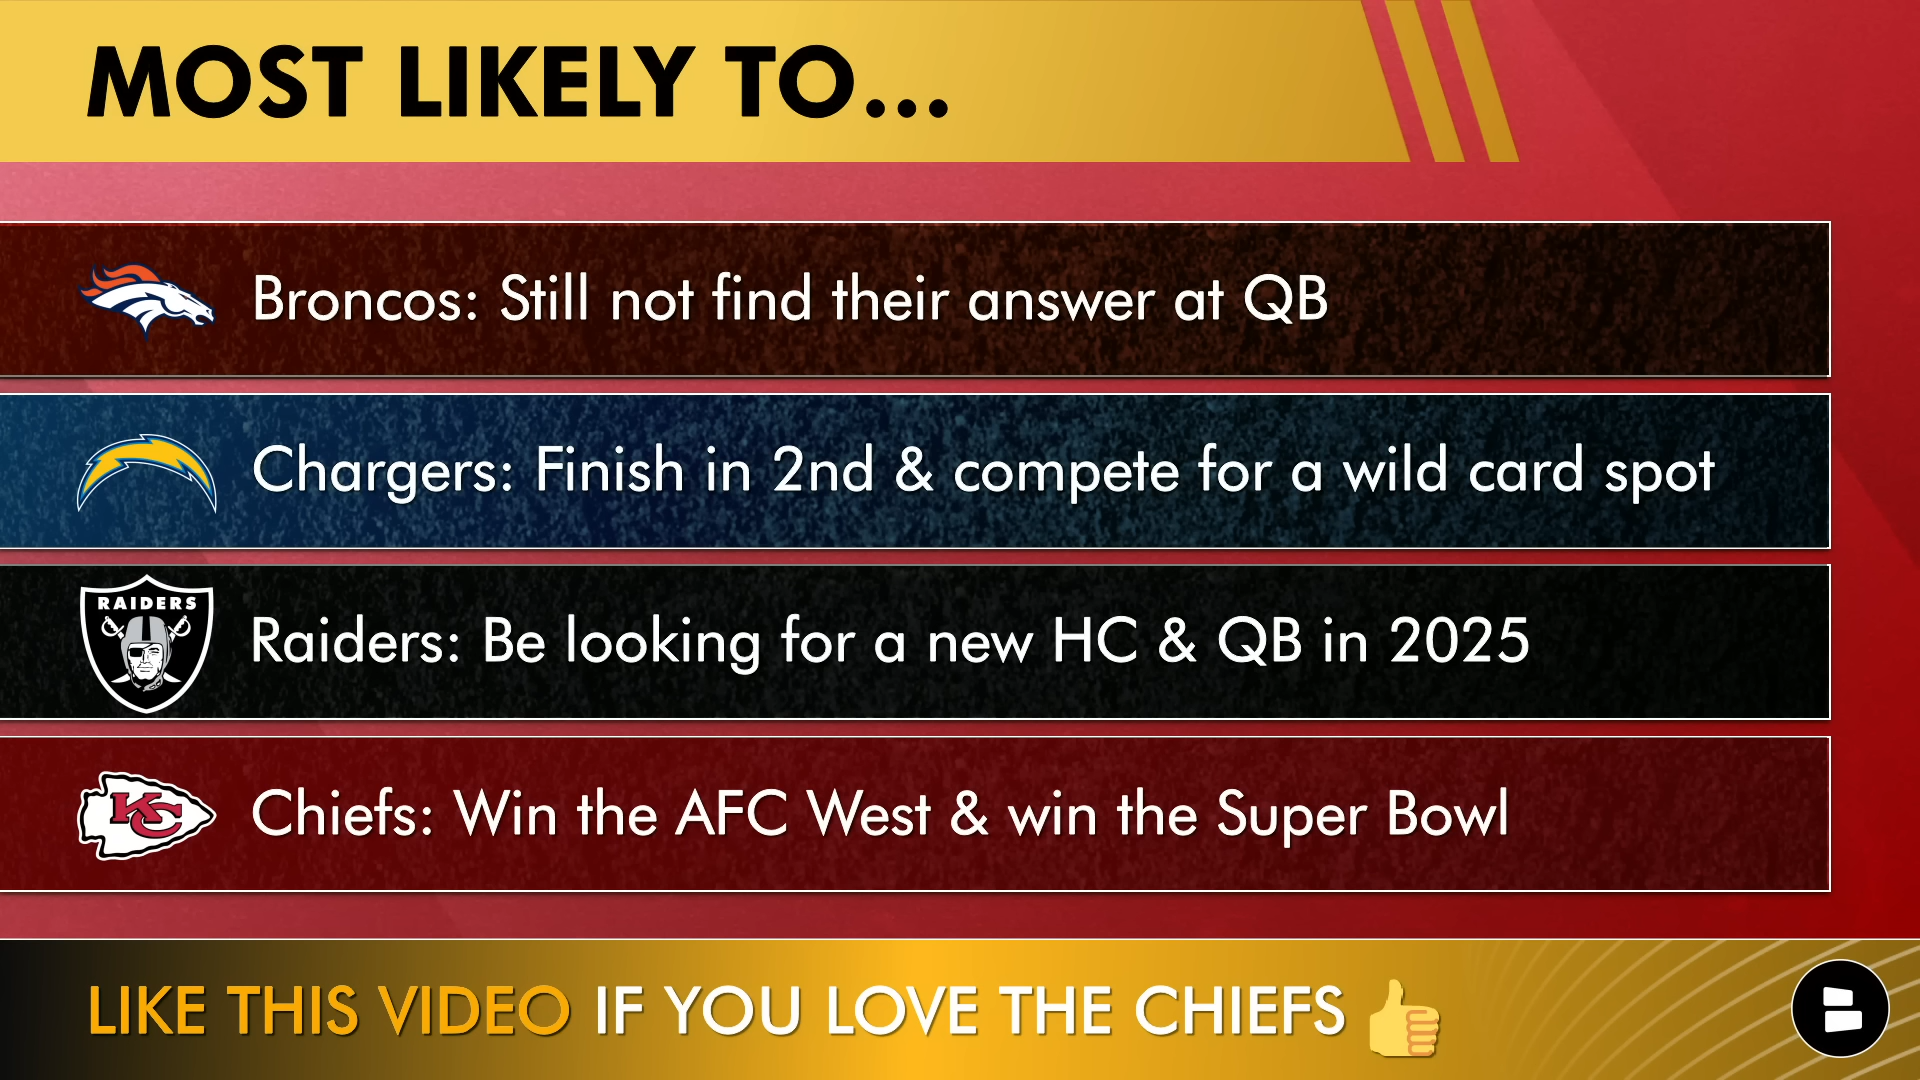 MOST LIKELY TO...
Broncos: Still not find their answer at QB
Chargers: Finish in 2nd & compete for a wild card spot
RAIDERS
Raiders: Be looking for a new HC & QB in 2025
KC
Chiefs: Win the AFC West & win the Super Bowl
LIKE THIS VIDEO IF YOU LOVE THE CHIEFS